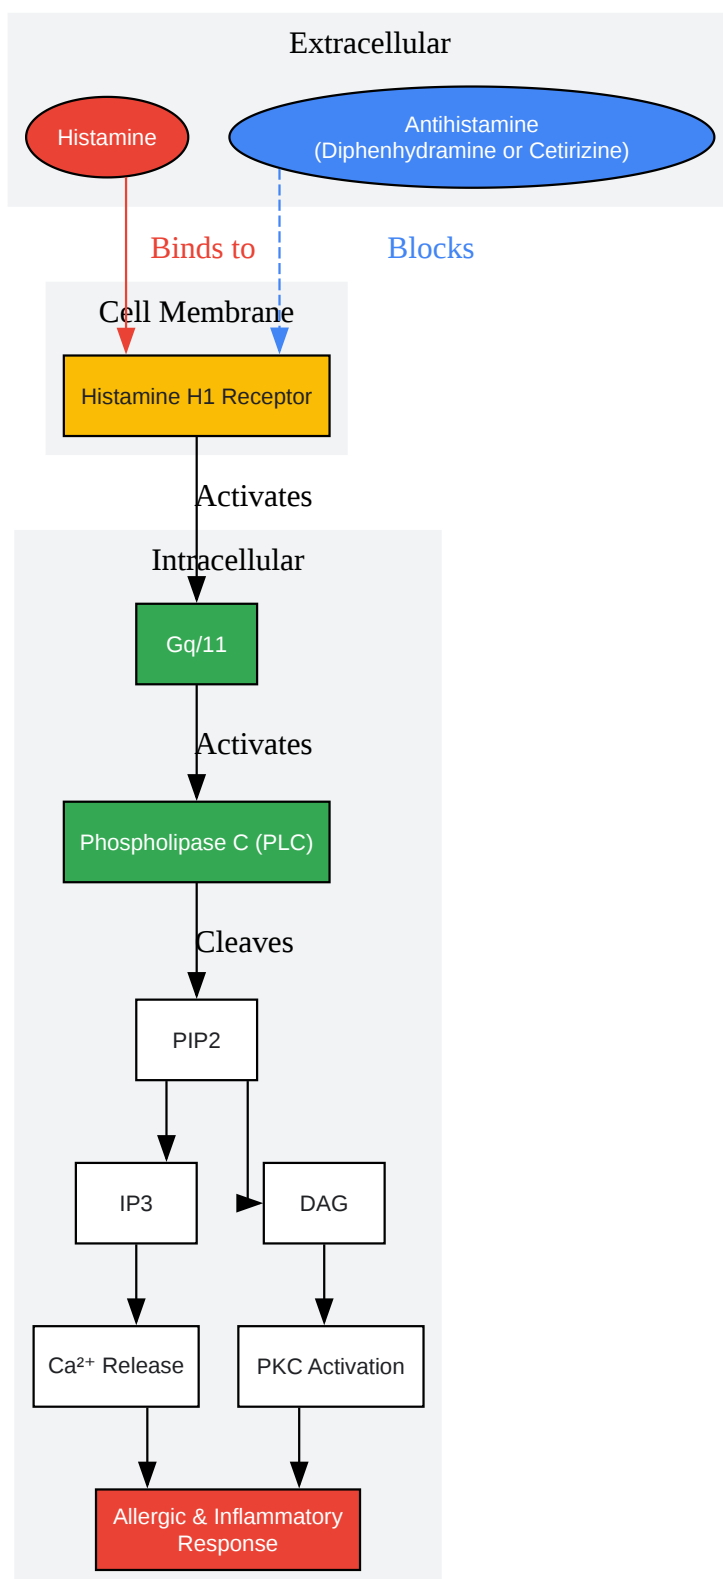 Extracellular
Histamine
Antihistamine
(Diphenhydramine or Cetirizine)
Binds to
Blocks
Cell Membrane
Histamine H1 Receptor
Activates
Intracellular
Gq/11
Activates
Phospholipase C (PLC)
Cleaves
PIP2
IP3
DAG
Ca²⁺ Release
PKC Activation
Allergic & Inflammatory
Response